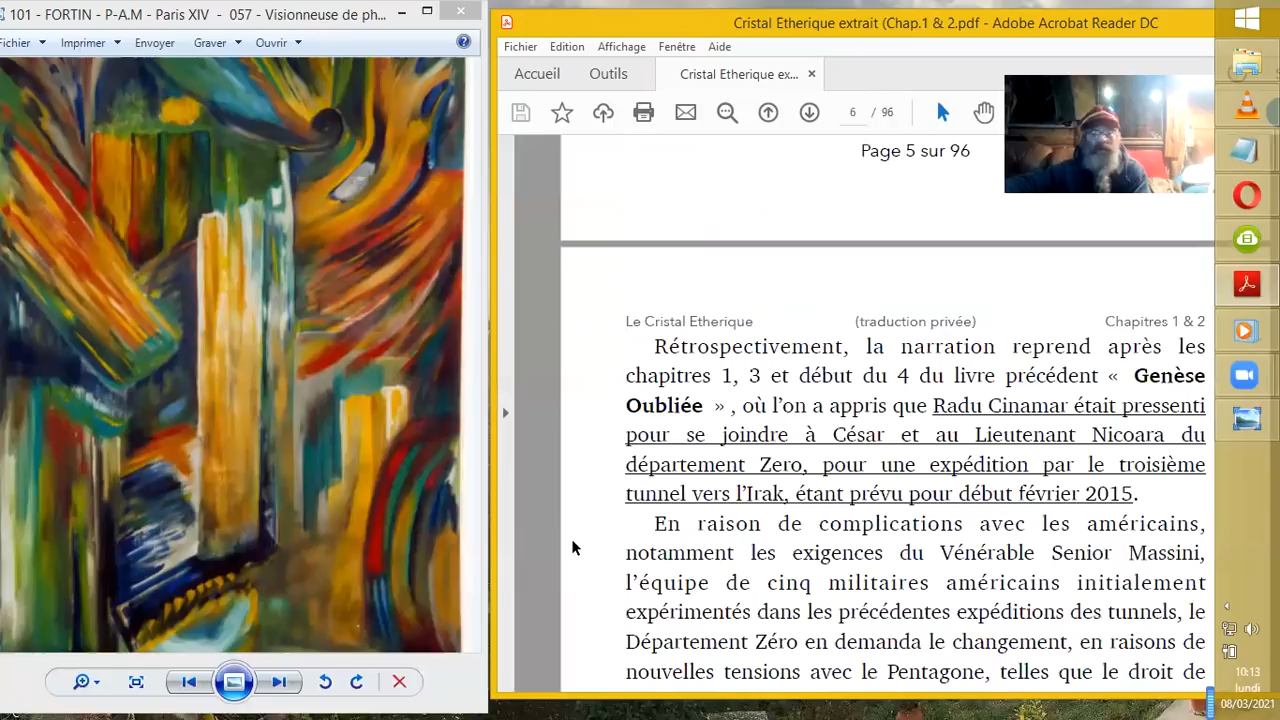 101 - FORTIN - P-A.M - Paris XIV - 057 - Visionneuse de ph...
Fichier Imprimer Envoyer Graver Ouvrir
Cristal Etherique extrait (Chap.1 & 2.pdf - Adobe Acrobat Reader DC
Fichier Edition Affichage Fenêtre Aide
Accueil Outils Cristal Etherique ex...
6 / 96
Page 5 sur 96
Le Cristal Etherique (traduction privée) Chapitres 1 & 2
Rétrospectivement, la narration reprend après les
chapitres 1, 3 et début du 4 du livre précédent « Genèse
Oubliée » , où l’on a appris que Radu Cinamar était pressenti
pour se joindre à César et au Lieutenant Nicoara du
département Zero, pour une expédition par le troisième
tunnel vers l’Irak, étant prévu pour début février 2015.
En raison de complications avec les américains,
notamment les exigences du Vénérable Senior Massini,
l’équipe de cinq militaires américains initialement
expérimentés dans les précédentes expéditions des tunnels, le
Département Zéro en demanda le changement, en raisons de
nouvelles tensions avec le Pentagone, telles que le droit de
10:13
lundi
08/03/2021